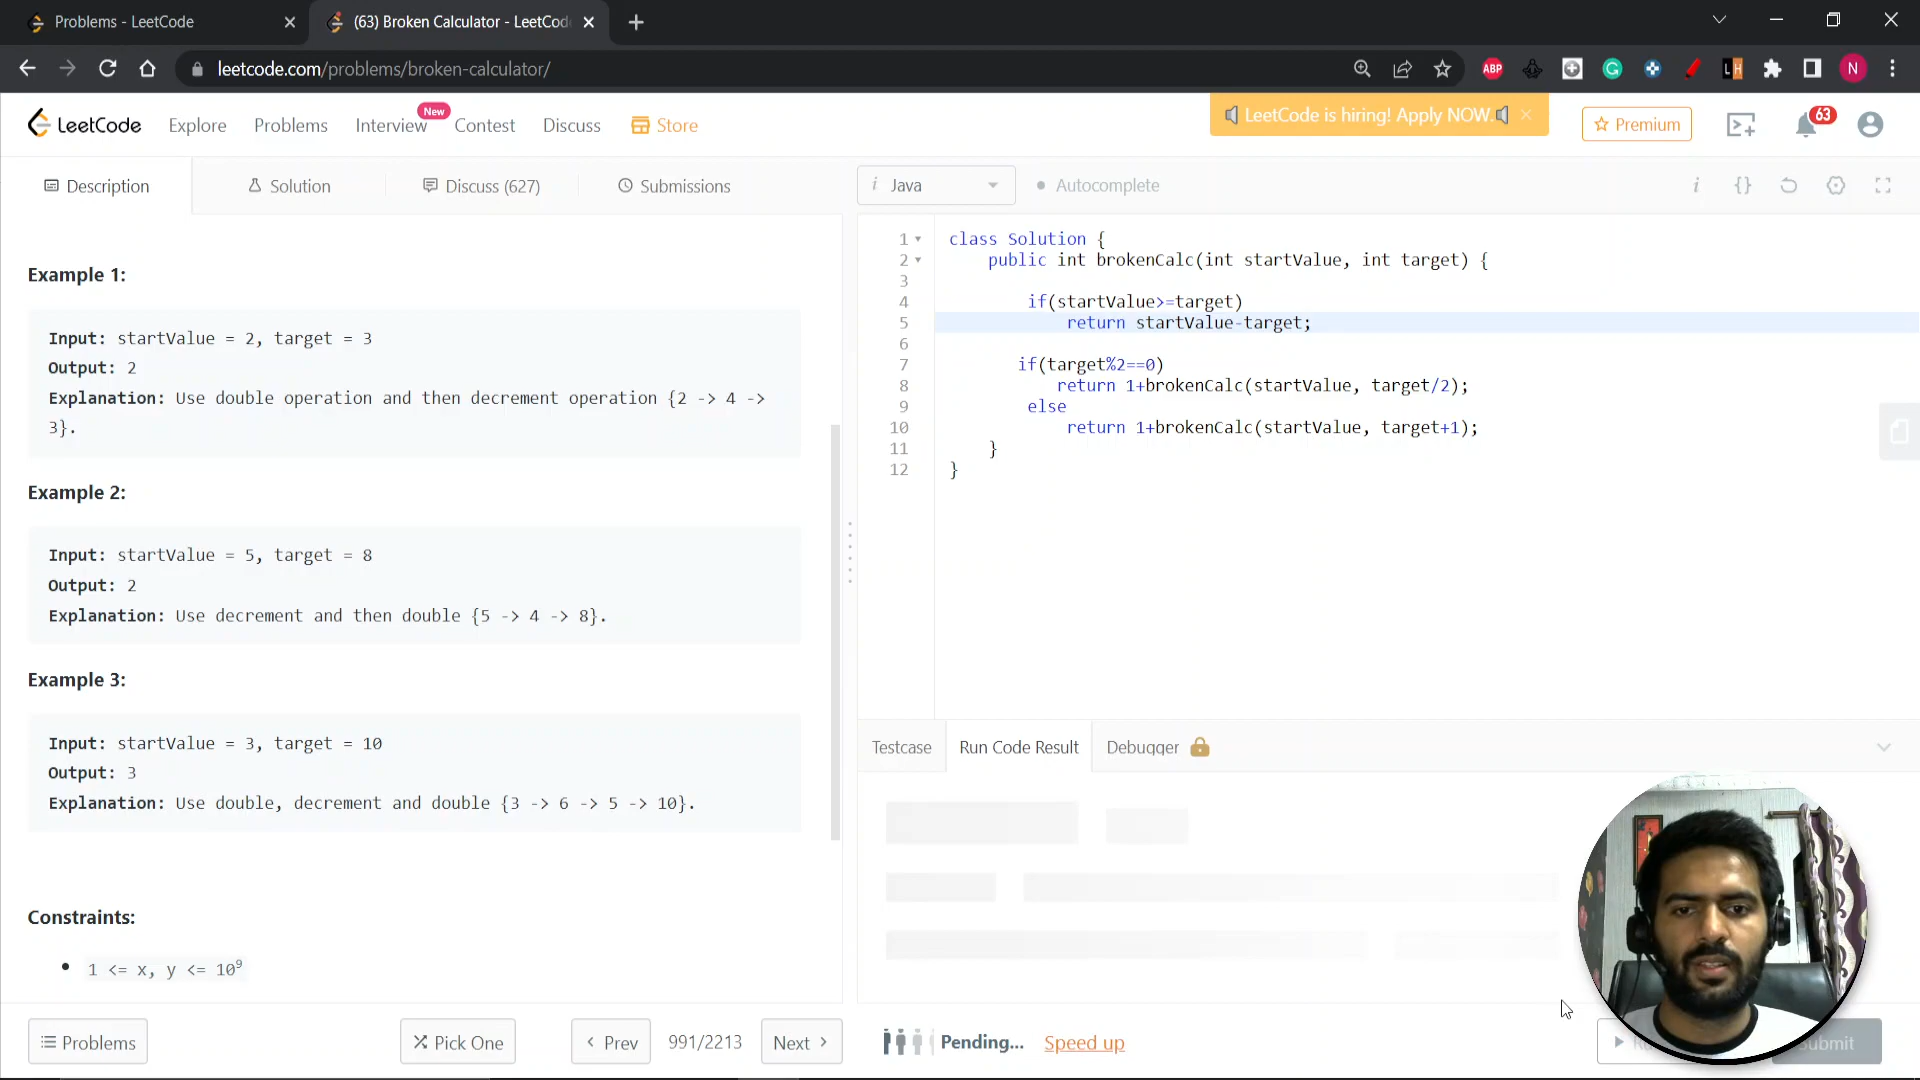 Problems - LeetCode
(63) Broken Calculator - LeetCod
leetcode.com/problems/broken-calculator/
ABP
LH
N
LeetCode
Explore
Problems
Interview
New
Contest
Discuss
Store
LeetCode is hiring! Apply NOW.
Premium
63
Description
Solution
Discuss (627)
Submissions
i Java
Autocomplete
i {}
Example 1:
Input: startValue = 2, target = 3
Output: 2
Explanation: Use double operation and then decrement operation {2 -> 4 ->
3}.
Example 2:
Input: startValue = 5, target = 8
Output: 2
Explanation: Use decrement and then double {5 -> 4 -> 8}.
Example 3:
Input: startValue = 3, target = 10
Output: 3
Explanation: Use double, decrement and double {3 -> 6 -> 5 -> 10}.
Constraints:
1 <= x, y <= 10⁹
1 class Solution {
2 public int brokenCalc(int startValue, int target) {
3
4 if(startValue>=target)
5 return startValue-target;
6
7 if(target%2==0)
8 return 1+brokenCalc(startValue, target/2);
9 else
10 return 1+brokenCalc(startValue, target+1);
11 }
12 }
Testcase
Run Code Result
Debugger
Problems
Pick One
Prev
991/2213
Next
Pending...
Speed up